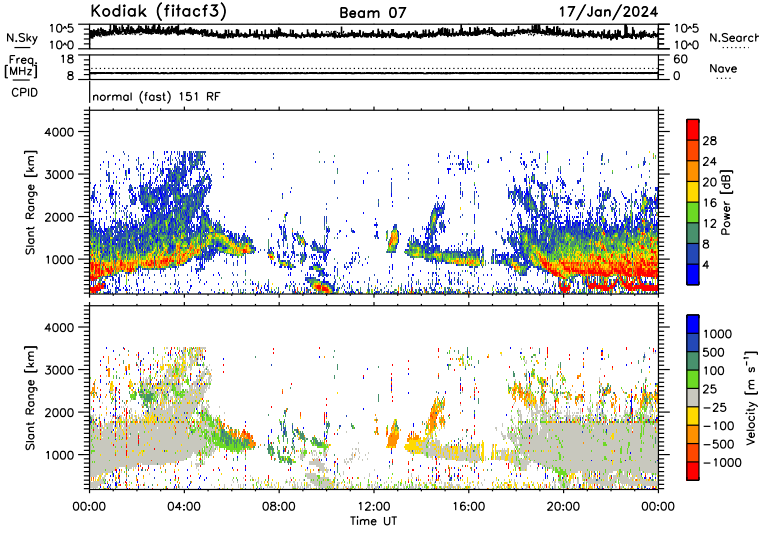 Kodiak (fitacf3) Beam 07 17/Jan/2024
N.Sky 10^5 10^0 10^5 10^0 N.Search
Freq. [MHz] 18 8 60 0 Nave
CPID normal (fast) 151 RF
Slant Range [km]
4000
3000
2000
1000
Power [dB]
28
24
20
16
12
8
4
Slant Range [km]
4000
3000
2000
1000
Velocity [m s⁻¹]
1000
500
100
25
−25
−100
−500
−1000
00:00 04:00 08:00 12:00 16:00 20:00 00:00
Time UT